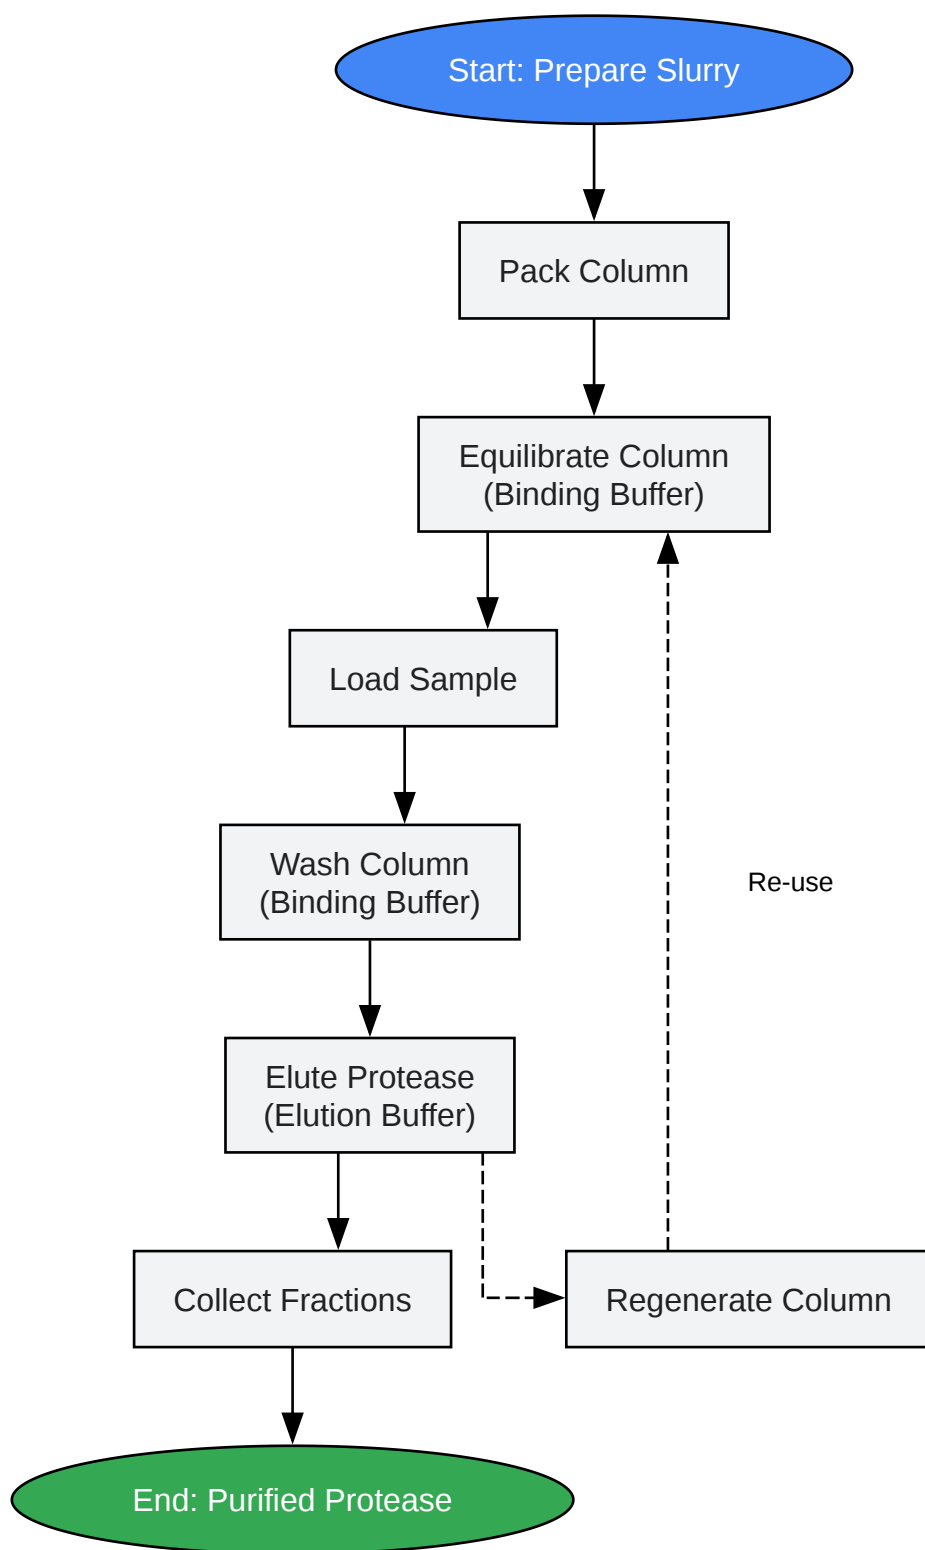 Start: Prepare Slurry
Pack Column
Equilibrate Column
(Binding Buffer)
Load Sample
Wash Column
(Binding Buffer)
Re-use
Elute Protease
(Elution Buffer)
Collect Fractions
Regenerate Column
End: Purified Protease